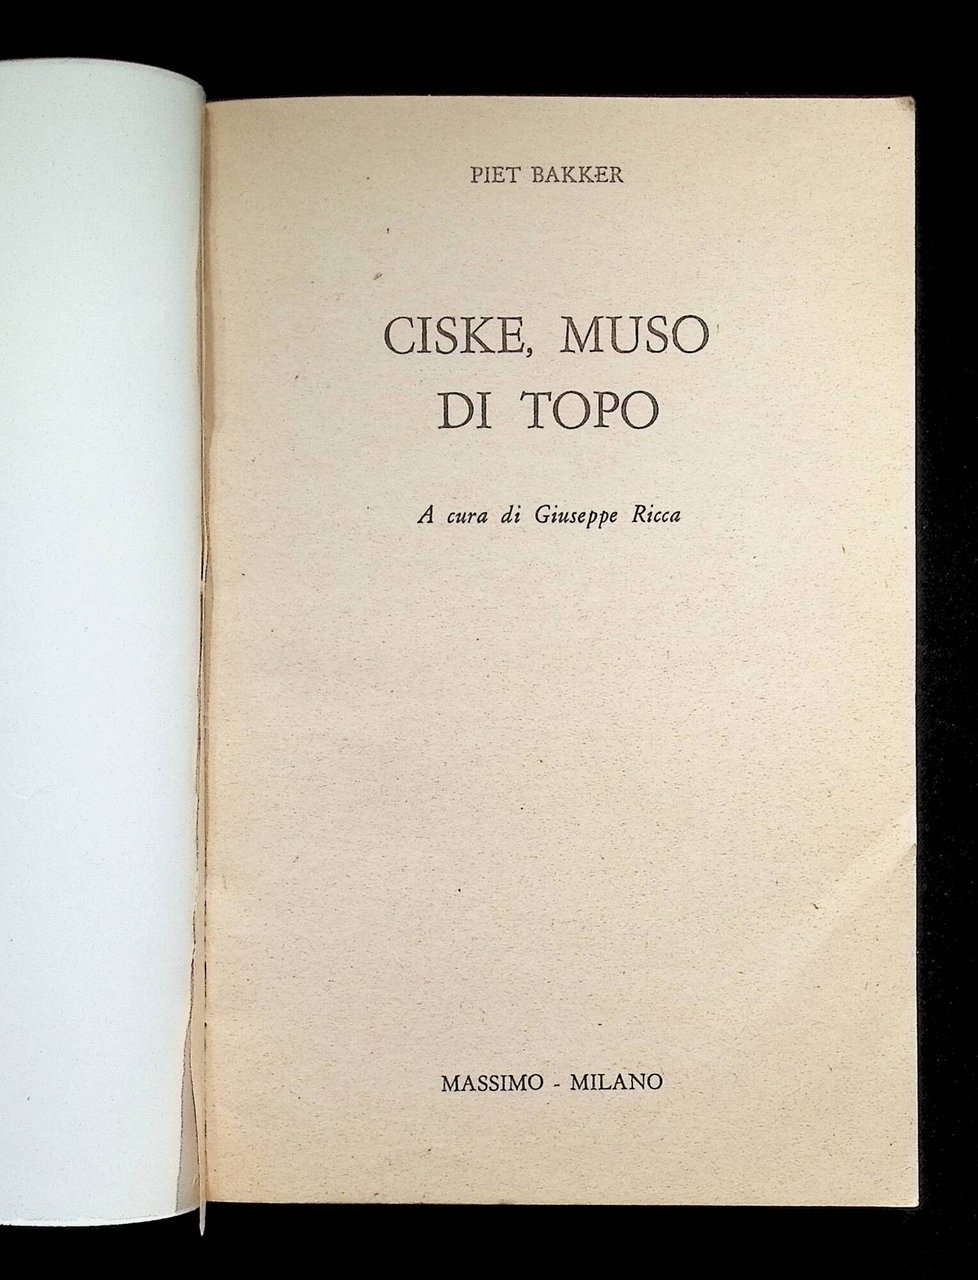 PIET BAKKER
CISKE, MUSO
DI TOPO
A cura di Giuseppe Ricca
MASSIMO - MILANO